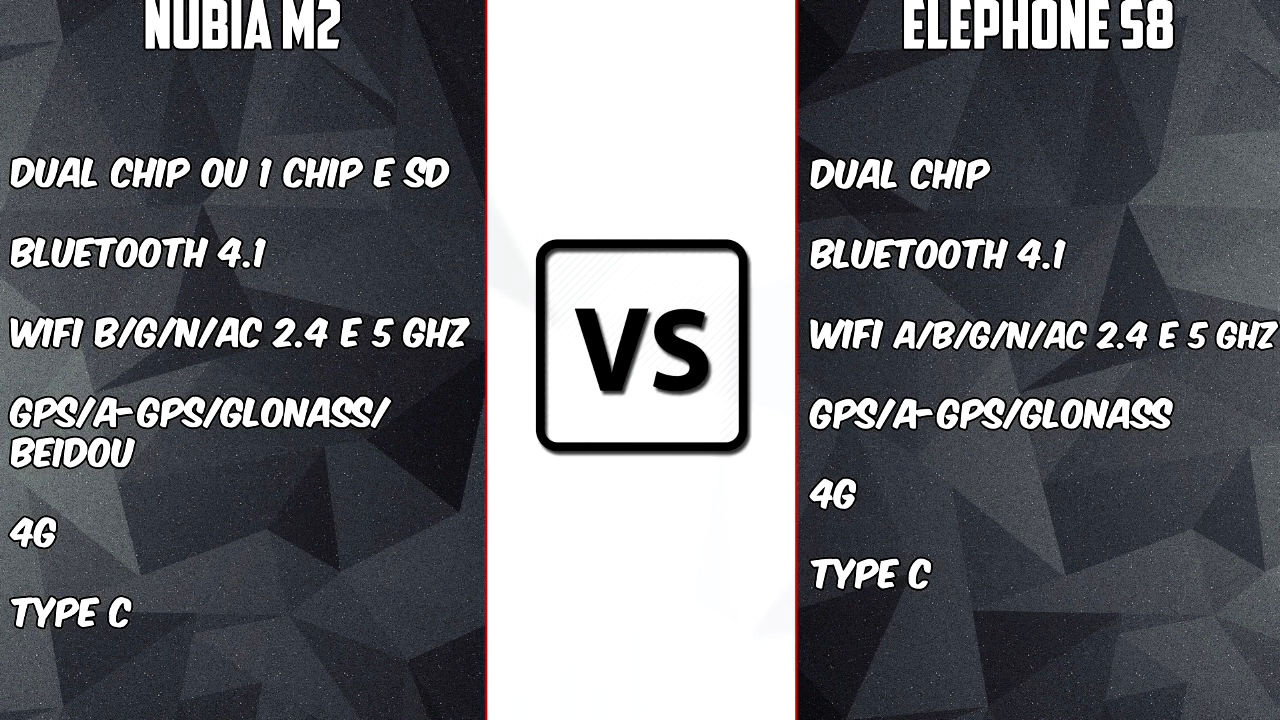 NUBIA M2
DUAL CHIP OU 1 CHIP E SD
BLUETOOTH 4.1
WIFI B/G/N/AC 2.4 E 5 GHZ
GPS/A-GPS/GLONASS/
BEIDOU
4G
TYPE C
VS
ELEPHONE S8
DUAL CHIP
BLUETOOTH 4.1
WIFI A/B/G/N/AC 2.4 E 5 GHZ
GPS/A-GPS/GLONASS
4G
TYPE C